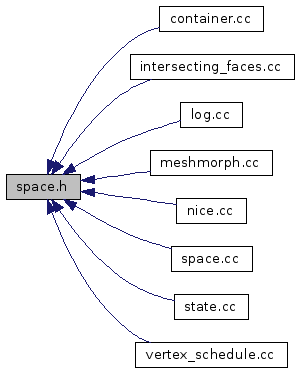 container.cc
intersecting_faces.cc
log.cc
meshmorph.cc
space.h
nice.cc
space.cc
state.cc
vertex_schedule.cc